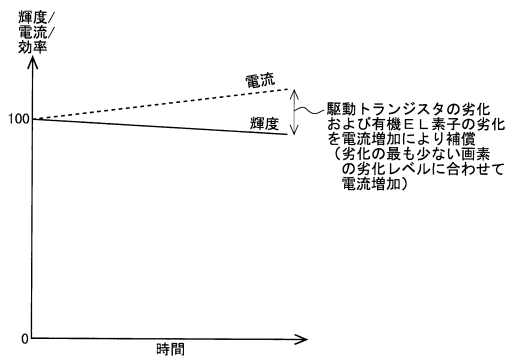 輝度/
電流/
効率
電流
100
輝度
駆動トランジスタの劣化
および有機ＥＬ素子の劣化
を電流増加により補償
（劣化の最も少ない画素
の劣化レベルに合わせて
電流増加）
0
時間